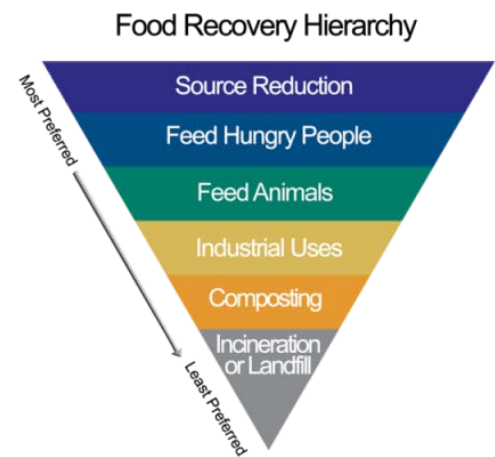 Food Recovery Hierarchy
Most Preferred
Source Reduction
Feed Hungry People
Feed Animals
Industrial Uses
Composting
Incineration
or Landfill
Least Preferred